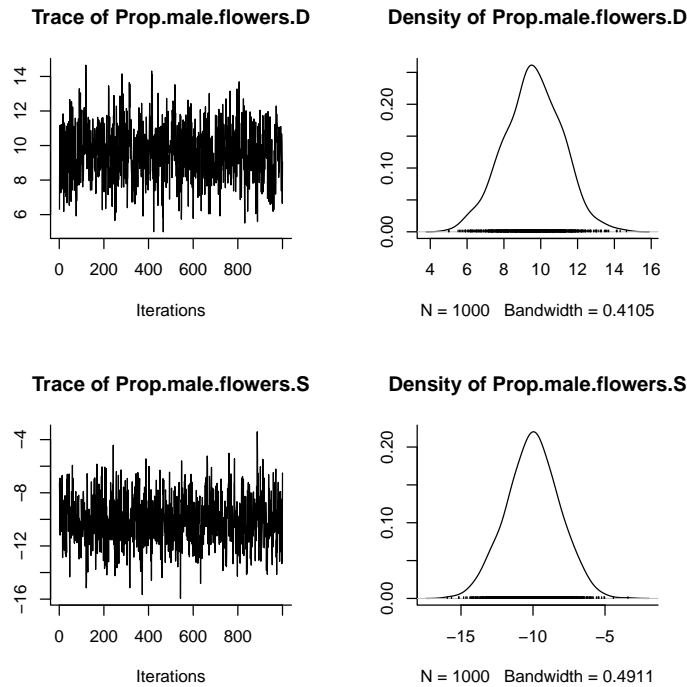 Trace of Prop.male.flowers.D
14
12
10
8
6
0 200 400 600 800
Iterations
Density of Prop.male.flowers.D
0.20
0.10
0.00
4 6 8 10 12 14 16
N = 1000 Bandwidth = 0.4105
Trace of Prop.male.flowers.S
−4
−8
−12
−16
0 200 400 600 800
Iterations
Density of Prop.male.flowers.S
0.20
0.10
0.00
−15 −10 −5
N = 1000 Bandwidth = 0.4911